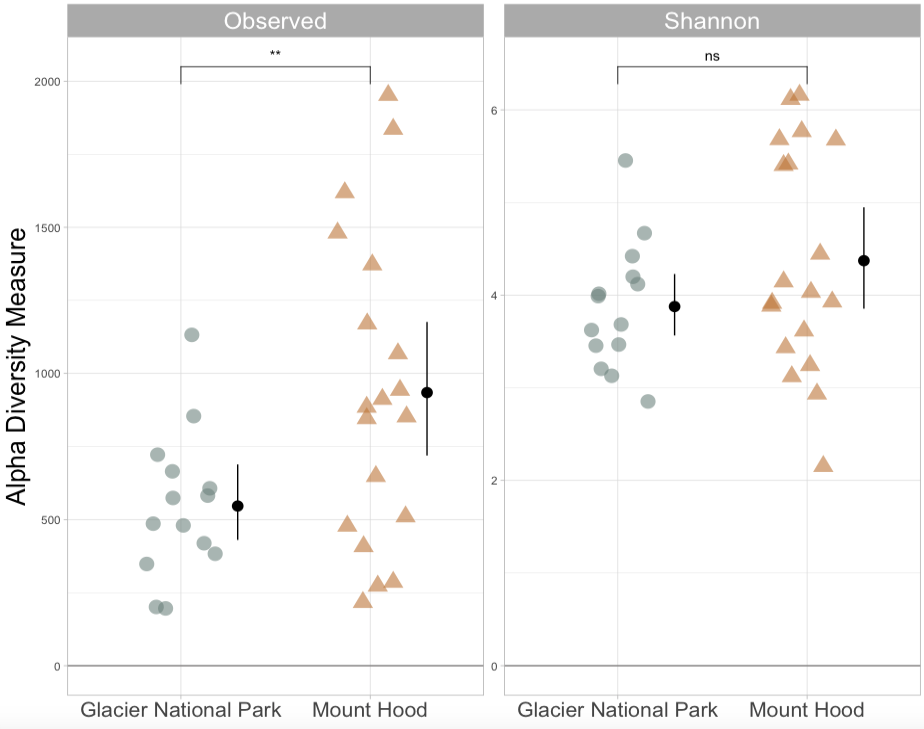 Observed
Shannon
**
ns
Alpha Diversity Measure
2000
1500
1000
500
0
6
4
2
0
Glacier National Park
Mount Hood
Glacier National Park
Mount Hood